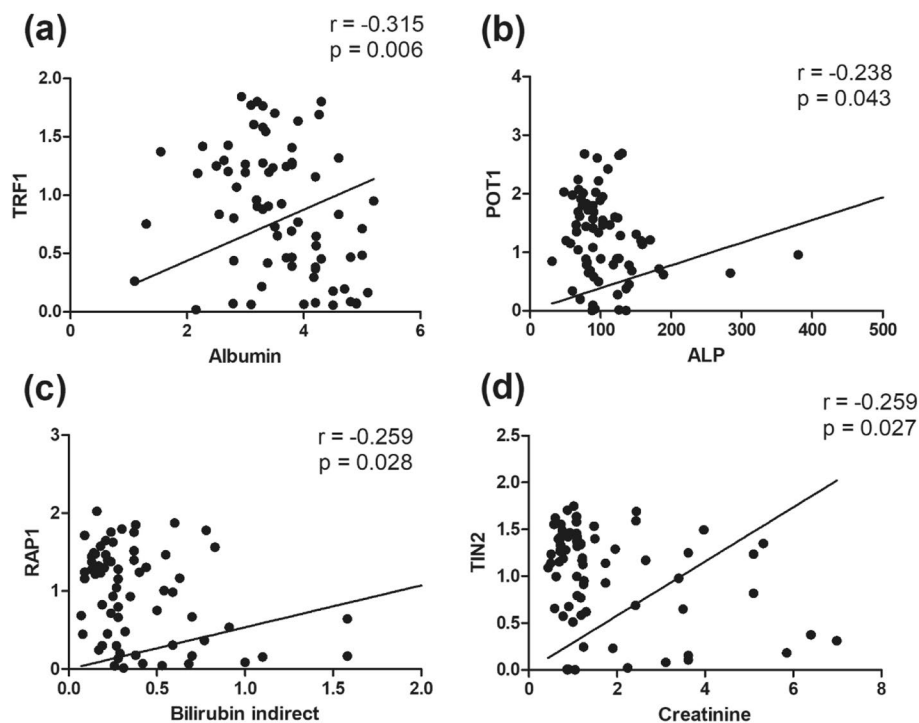 (a)
r = -0.315
p = 0.006
2.0
1.5
1.0
0.5
0.0
TRF1
0 2 4 6
Albumin
(b)
r = -0.238
p = 0.043
4
3
2
1
0
POT1
0 100 200 300 400 500
ALP
(c)
r = -0.259
p = 0.028
3
2
1
0
RAP1
0.0 0.5 1.0 1.5 2.0
Bilirubin indirect
(d)
r = -0.259
p = 0.027
2.5
2.0
1.5
1.0
0.5
0.0
TIN2
0 2 4 6 8
Creatinine